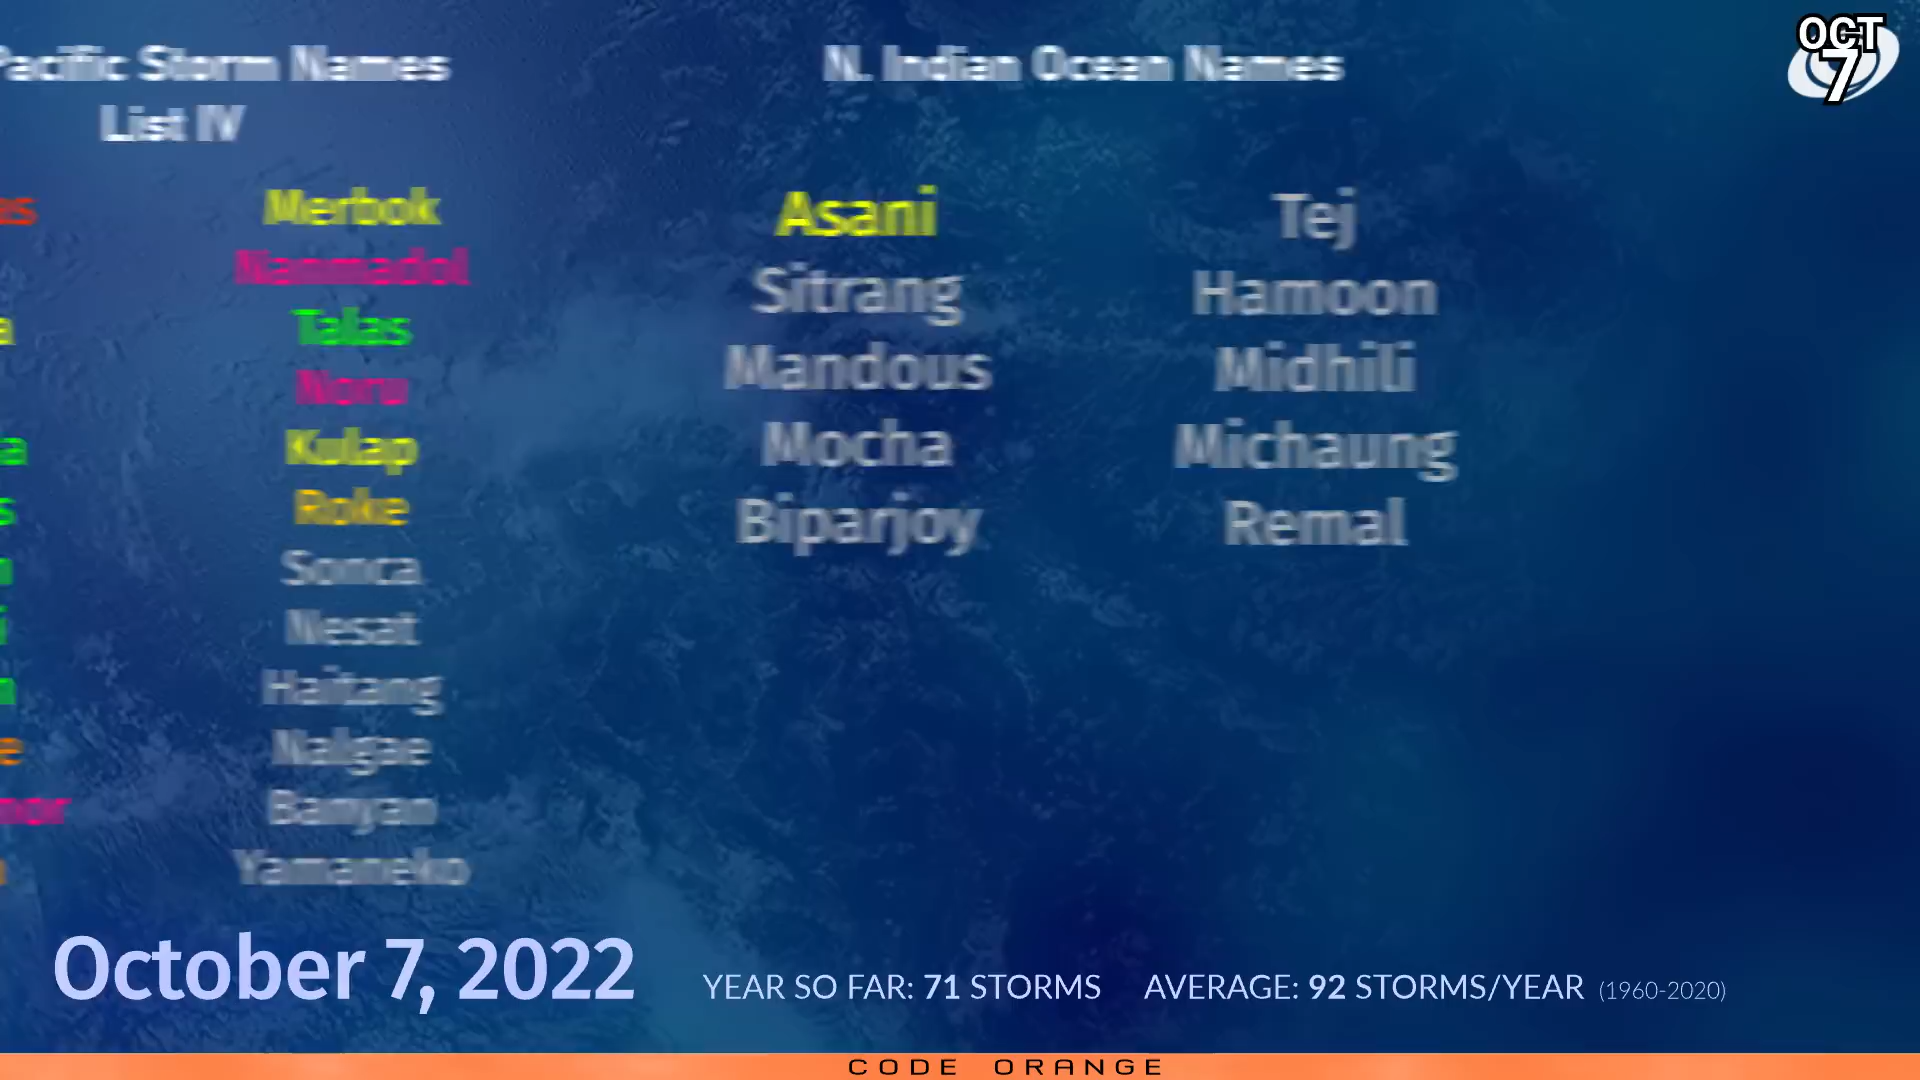 OCT
7
Pacific Storm Names
List IV
N. Indian Ocean Names
Merbok
Nanmadol
Talas
Noru
Kulap
Roke
Sonca
Nesat
Haitang
Nalgae
Banyan
Yamaneko
Asani
Sitrang
Mandous
Mocha
Biparjoy
Tej
Hamoon
Midhili
Michaung
Remal
October 7, 2022
YEAR SO FAR: 71 STORMS AVERAGE: 92 STORMS/YEAR (1960-2020)
CODE ORANGE